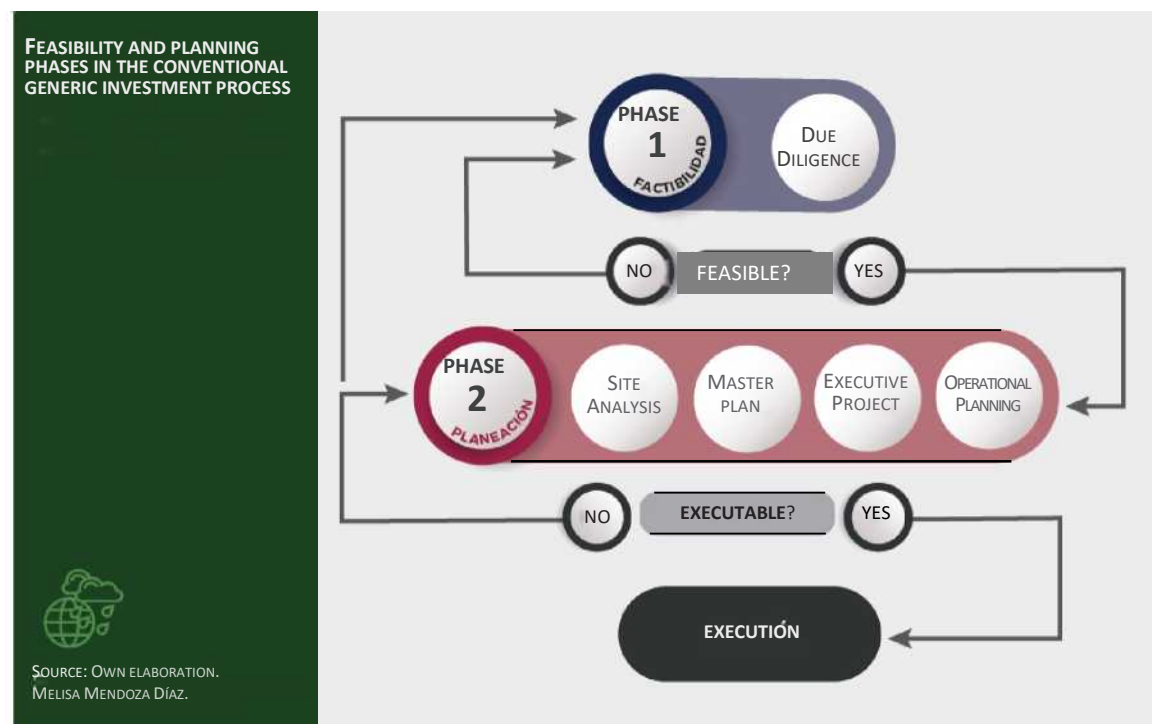 FEASIBILITY AND PLANNING
PHASES IN THE CONVENTIONAL
GENERIC INVESTMENT PROCESS
PHASE
1
FACTIBILIDAD
DUE
DILIGENCE
NO
FEASIBLE?
YES
PHASE
2
PLANEACIÓN
SITE
ANALYSIS
MASTER
PLAN
EXECUTIVE
PROJECT
OPERATIONAL
PLANNING
NO
EXECUTABLE?
YES
EXECUTIÓN
SOURCE: OWN ELABORATION.
MELISA MENDOZA DÍAZ.